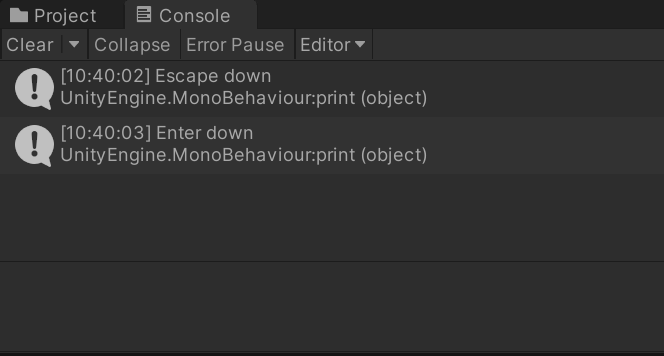 Project
Console
Clear
Collapse
Error Pause
Editor
[10:40:02] Escape down
UnityEngine.MonoBehaviour:print (object)
[10:40:03] Enter down
UnityEngine.MonoBehaviour:print (object)